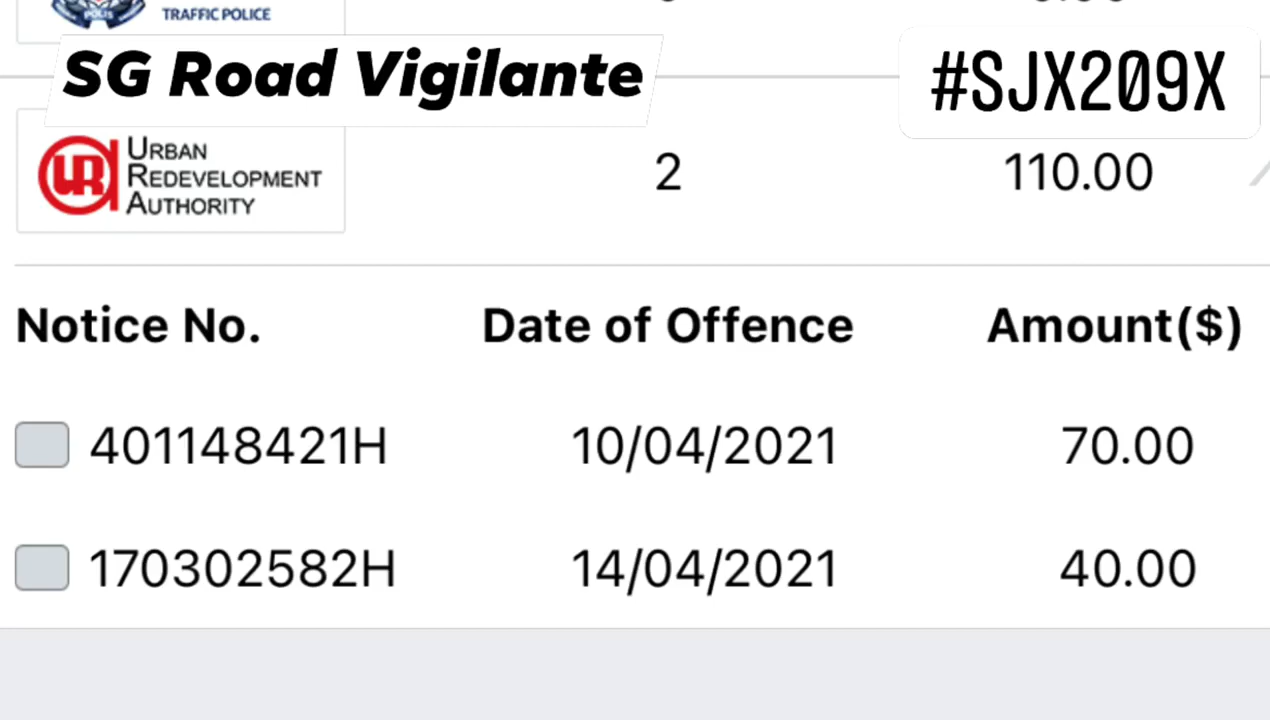 TRAFFIC POLICE
SG Road Vigilante
#SJX209X
URBAN
REDEVELOPMENT
AUTHORITY
2 110.00
Notice No. Date of Offence Amount($)
401148421H 10/04/2021 70.00
170302582H 14/04/2021 40.00